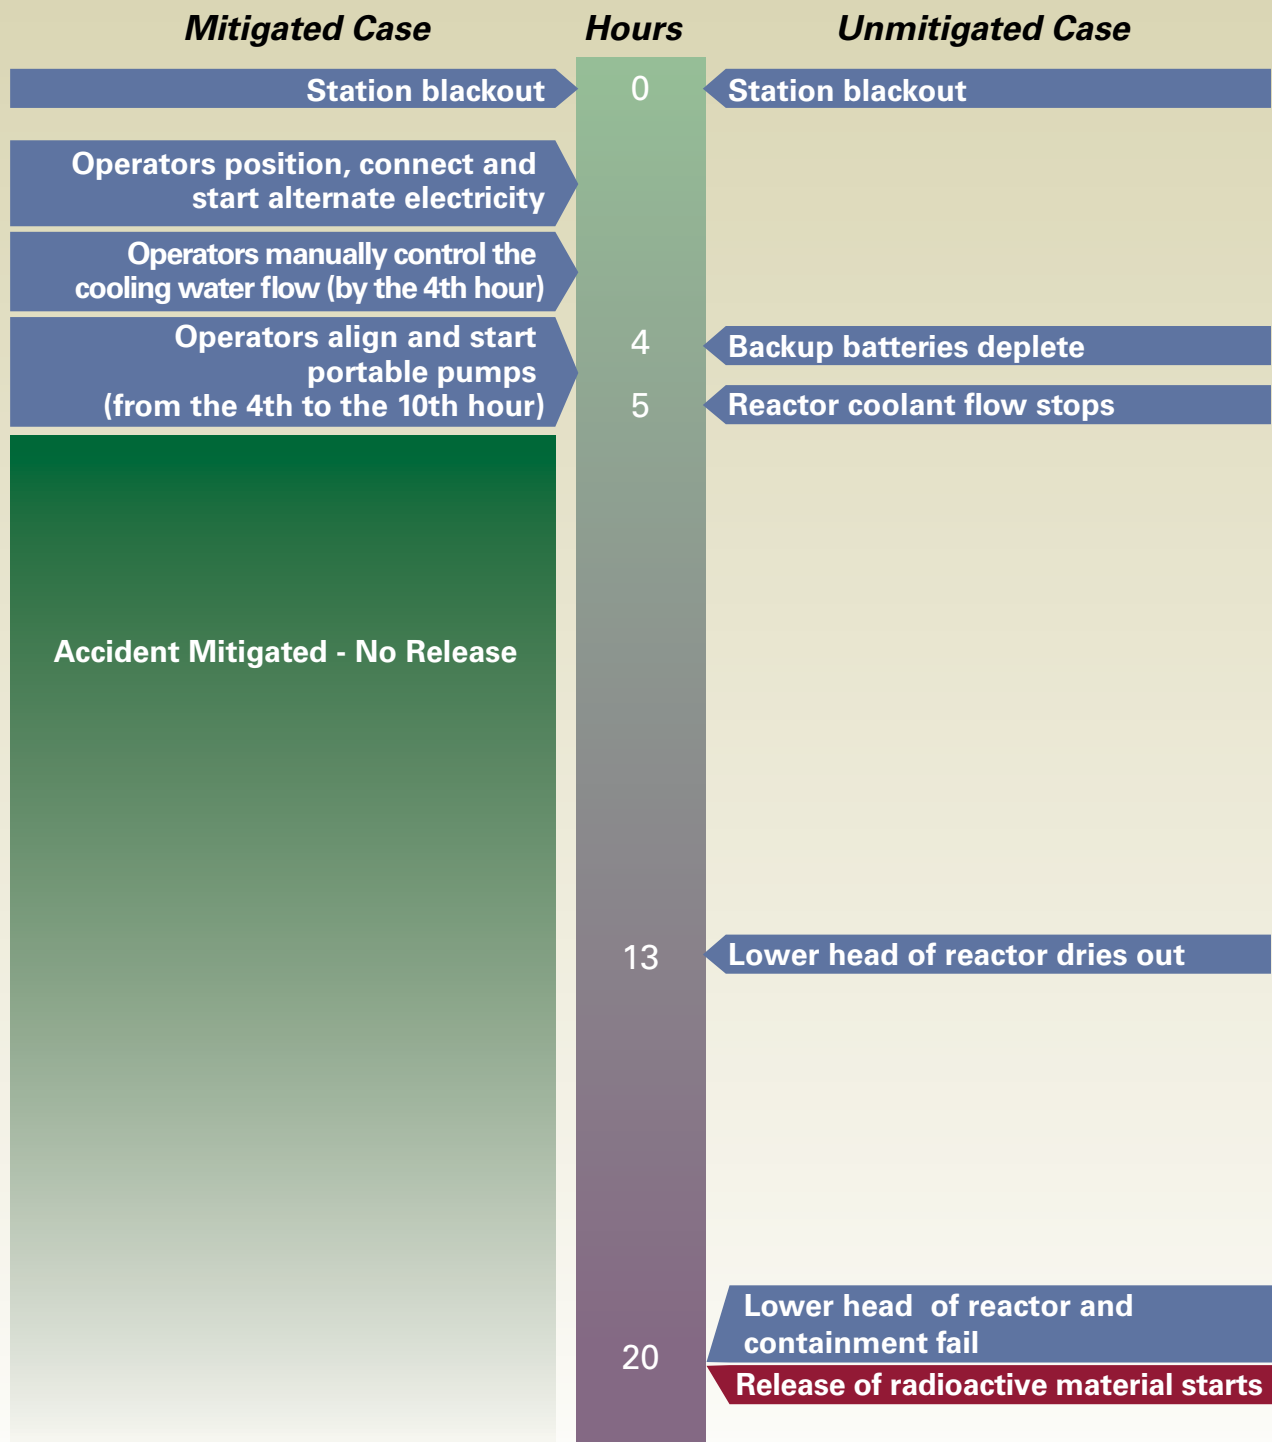 Mitigated Case
Hours
Unmitigated Case
Station blackout
0
Station blackout
Operators position, connect and
start alternate electricity
Operators manually control the
cooling water flow (by the 4th hour)
Operators align and start
portable pumps
(from the 4th to the 10th hour)
4
Backup batteries deplete
5
Reactor coolant flow stops
Accident Mitigated - No Release
13
Lower head of reactor dries out
Lower head of reactor and
containment fail
20
Release of radioactive material starts